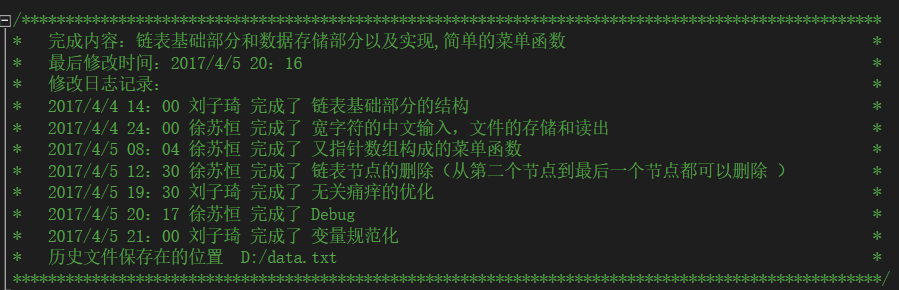 /**************************************************************************************************
* 完成内容：链表基础部分和数据存储部分以及实现,简单的菜单函数 *
* 最后修改时间：2017/4/5 20：16 *
* 修改日志记录： *
* 2017/4/4 14：00 刘子琦 完成了 链表基础部分的结构 *
* 2017/4/4 24：00 徐苏恒 完成了 宽字符的中文输入，文件的存储和读出 *
* 2017/4/5 08：04 徐苏恒 完成了 又指针数组构成的菜单函数 *
* 2017/4/5 12：30 徐苏恒 完成了 链表节点的删除（从第二个节点到最后一个节点都可以删除 ） *
* 2017/4/5 19：30 刘子琦 完成了 无关痛痒的优化 *
* 2017/4/5 20：17 徐苏恒 完成了 Debug *
* 2017/4/5 21：00 刘子琦 完成了 变量规范化 *
* 历史文件保存在的位置 D:/data.txt *
**************************************************************************************************/